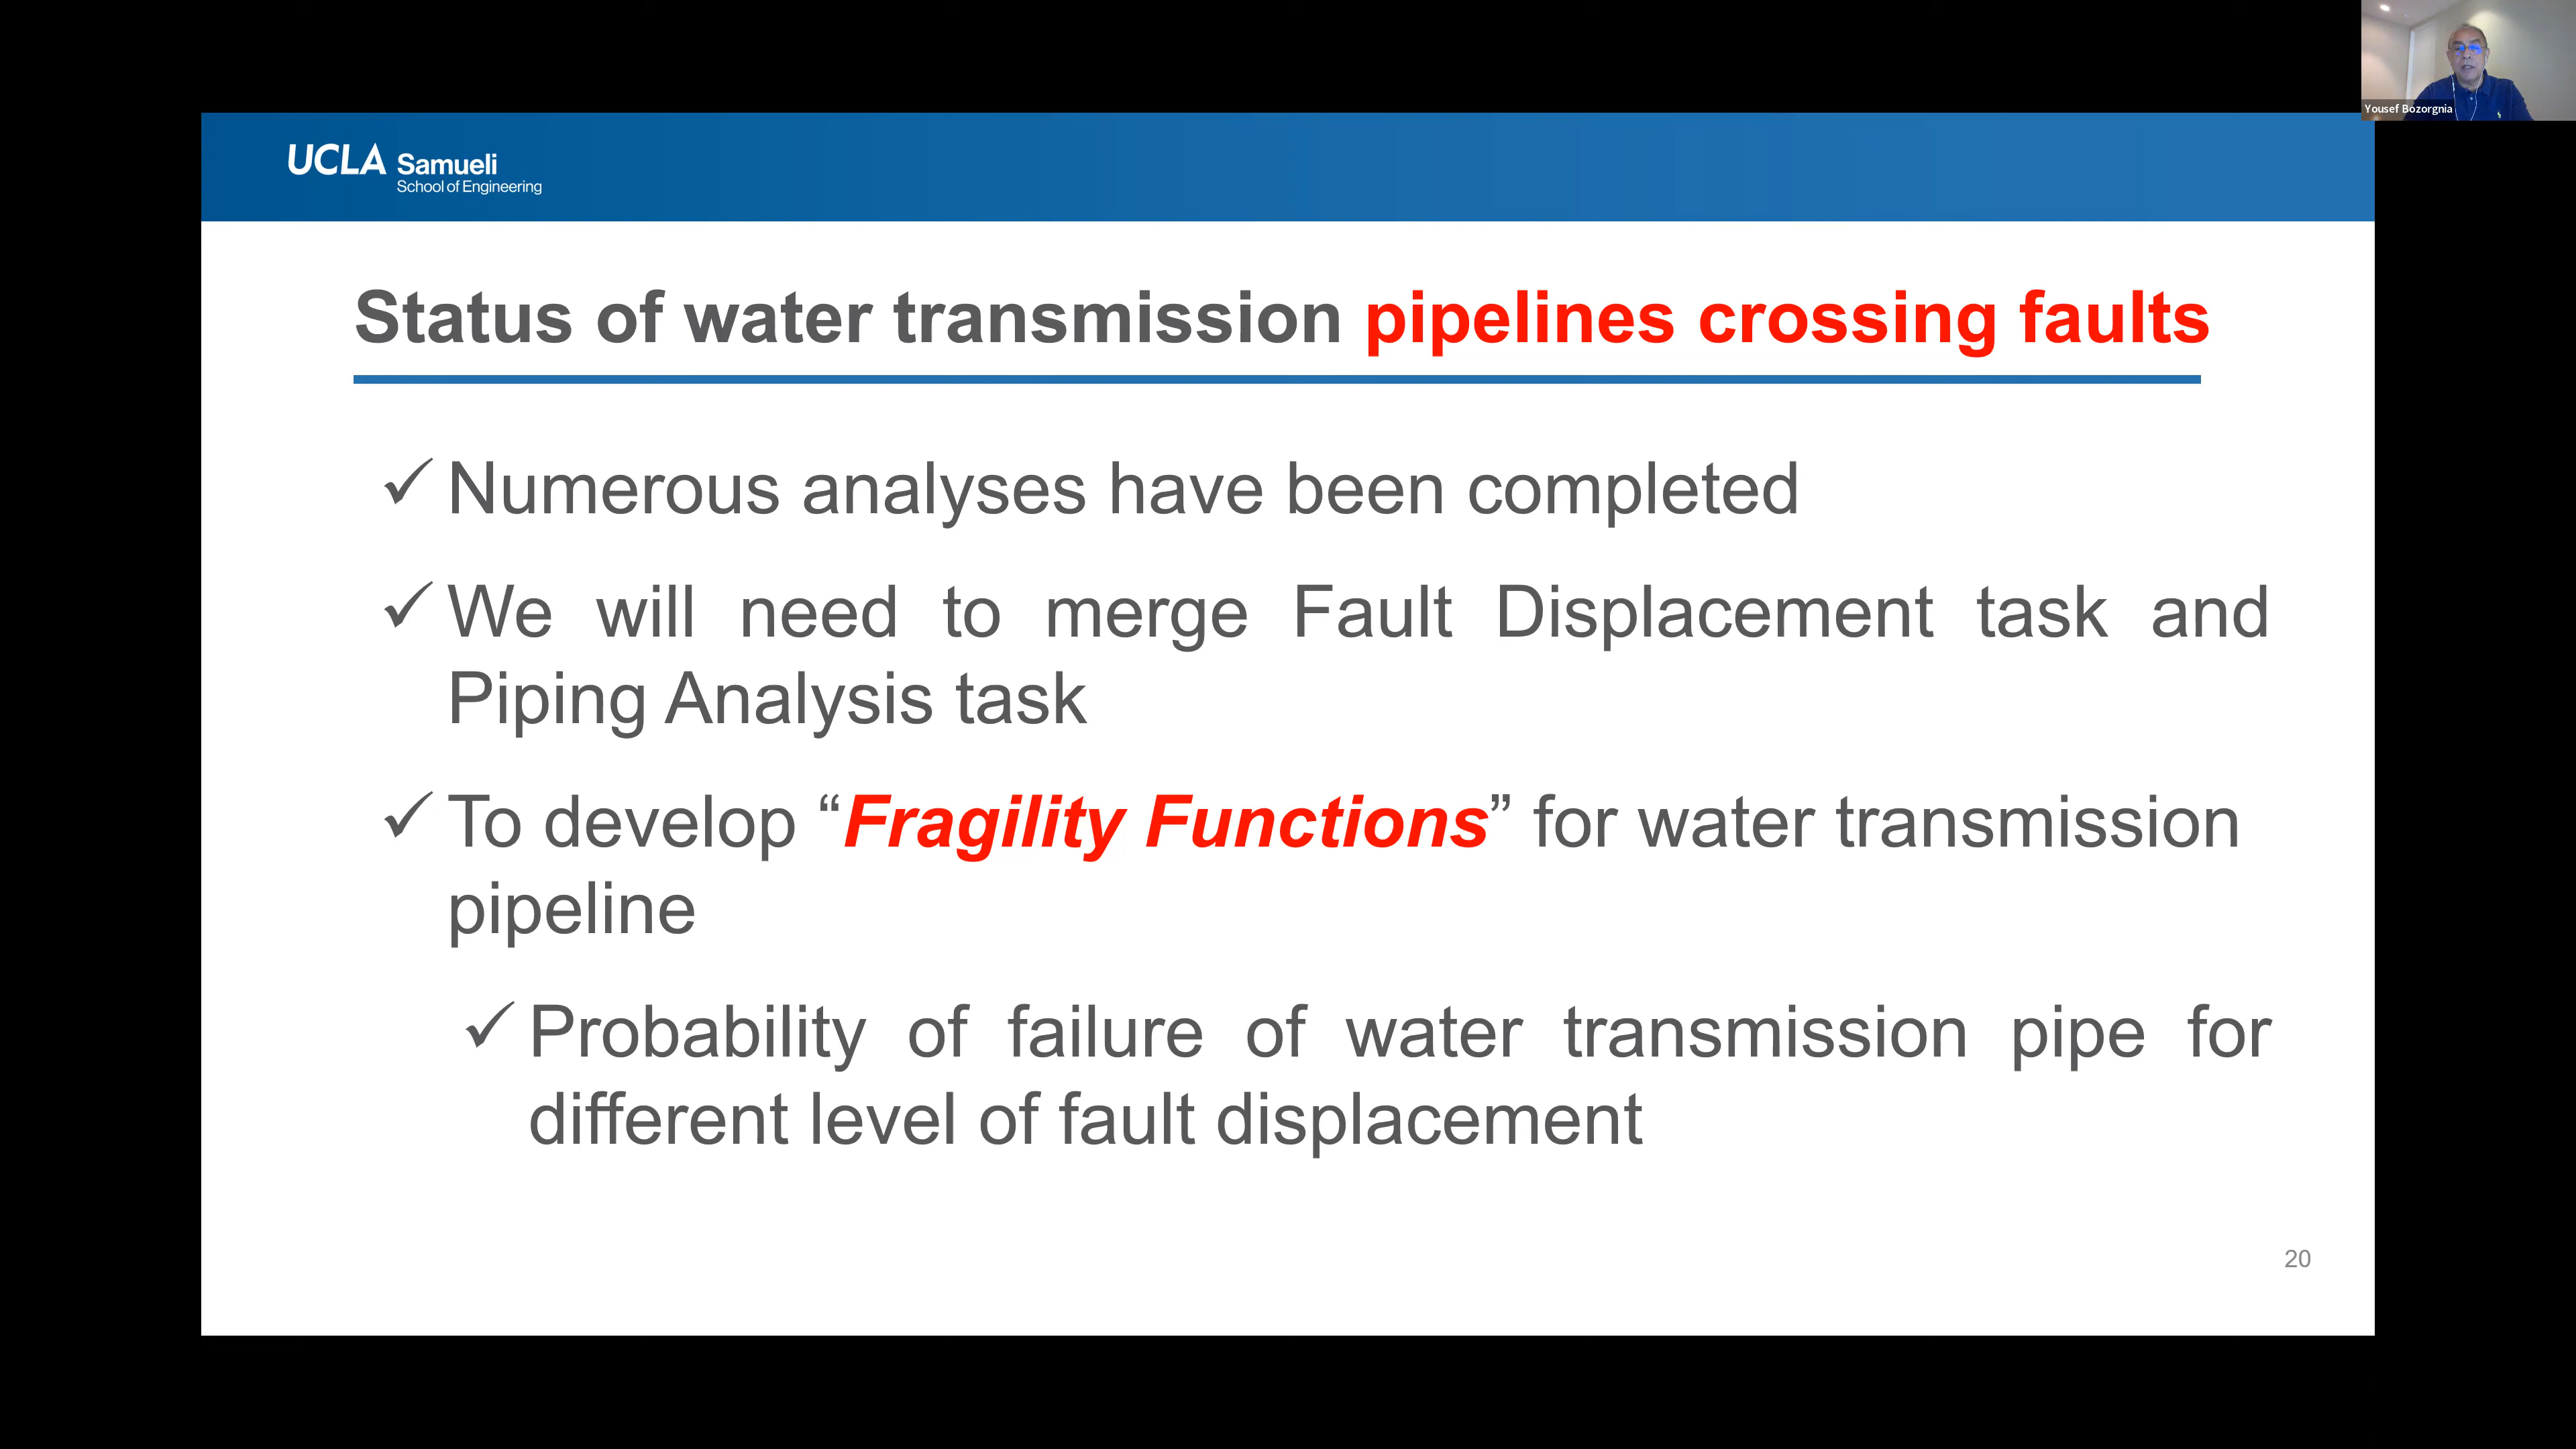 Yousef Bozorgnia
UCLA Samueli
School of Engineering
Status of water transmission pipelines crossing faults
✓ Numerous analyses have been completed
✓ We will need to merge Fault Displacement task and
Piping Analysis task
✓ To develop “Fragility Functions” for water transmission
pipeline
✓ Probability of failure of water transmission pipe for
different level of fault displacement
20